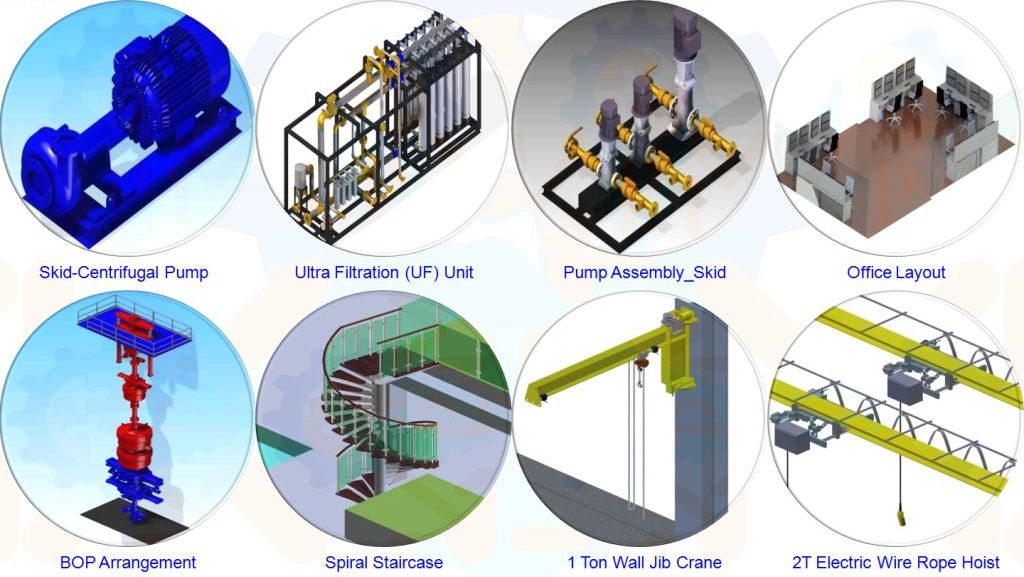 Skid-Centrifugal Pump
Ultra Filtration (UF) Unit
Pump Assembly_Skid
Office Layout
BOP Arrangement
Spiral Staircase
1 Ton Wall Jib Crane
2T Electric Wire Rope Hoist